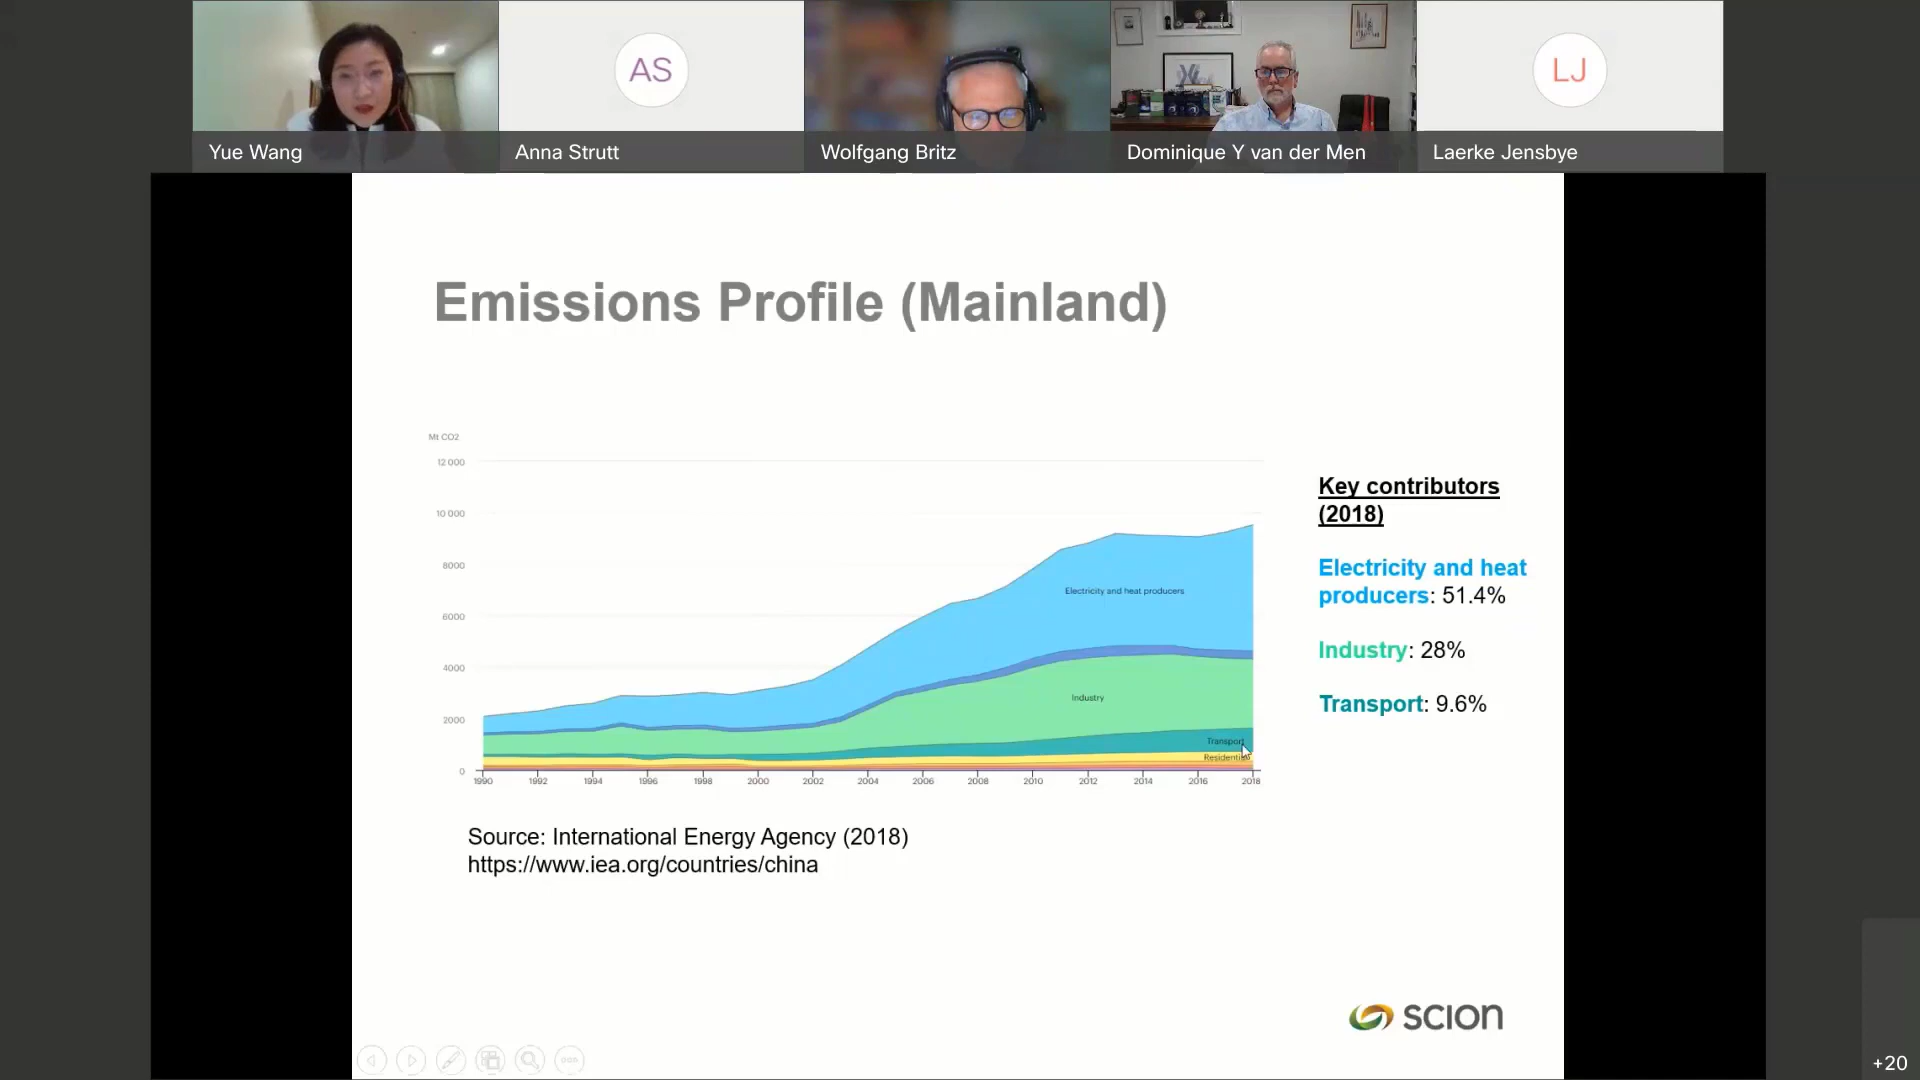 AS
LJ
Yue Wang
Anna Strutt
Wolfgang Britz
Dominique Y van der Men
Laerke Jensbye
Emissions Profile (Mainland)
Mt CO2
12 000
10 000
8000
6000
4000
2000
0
Electricity and heat producers
Industry
Transport
Residential
1990 1992 1994 1996 1998 2000 2002 2004 2006 2008 2010 2012 2014 2016 2018
Key contributors
(2018)
Electricity and heat
producers: 51.4%
Industry: 28%
Transport: 9.6%
Source: International Energy Agency (2018)
https://www.iea.org/countries/china
scion
+20